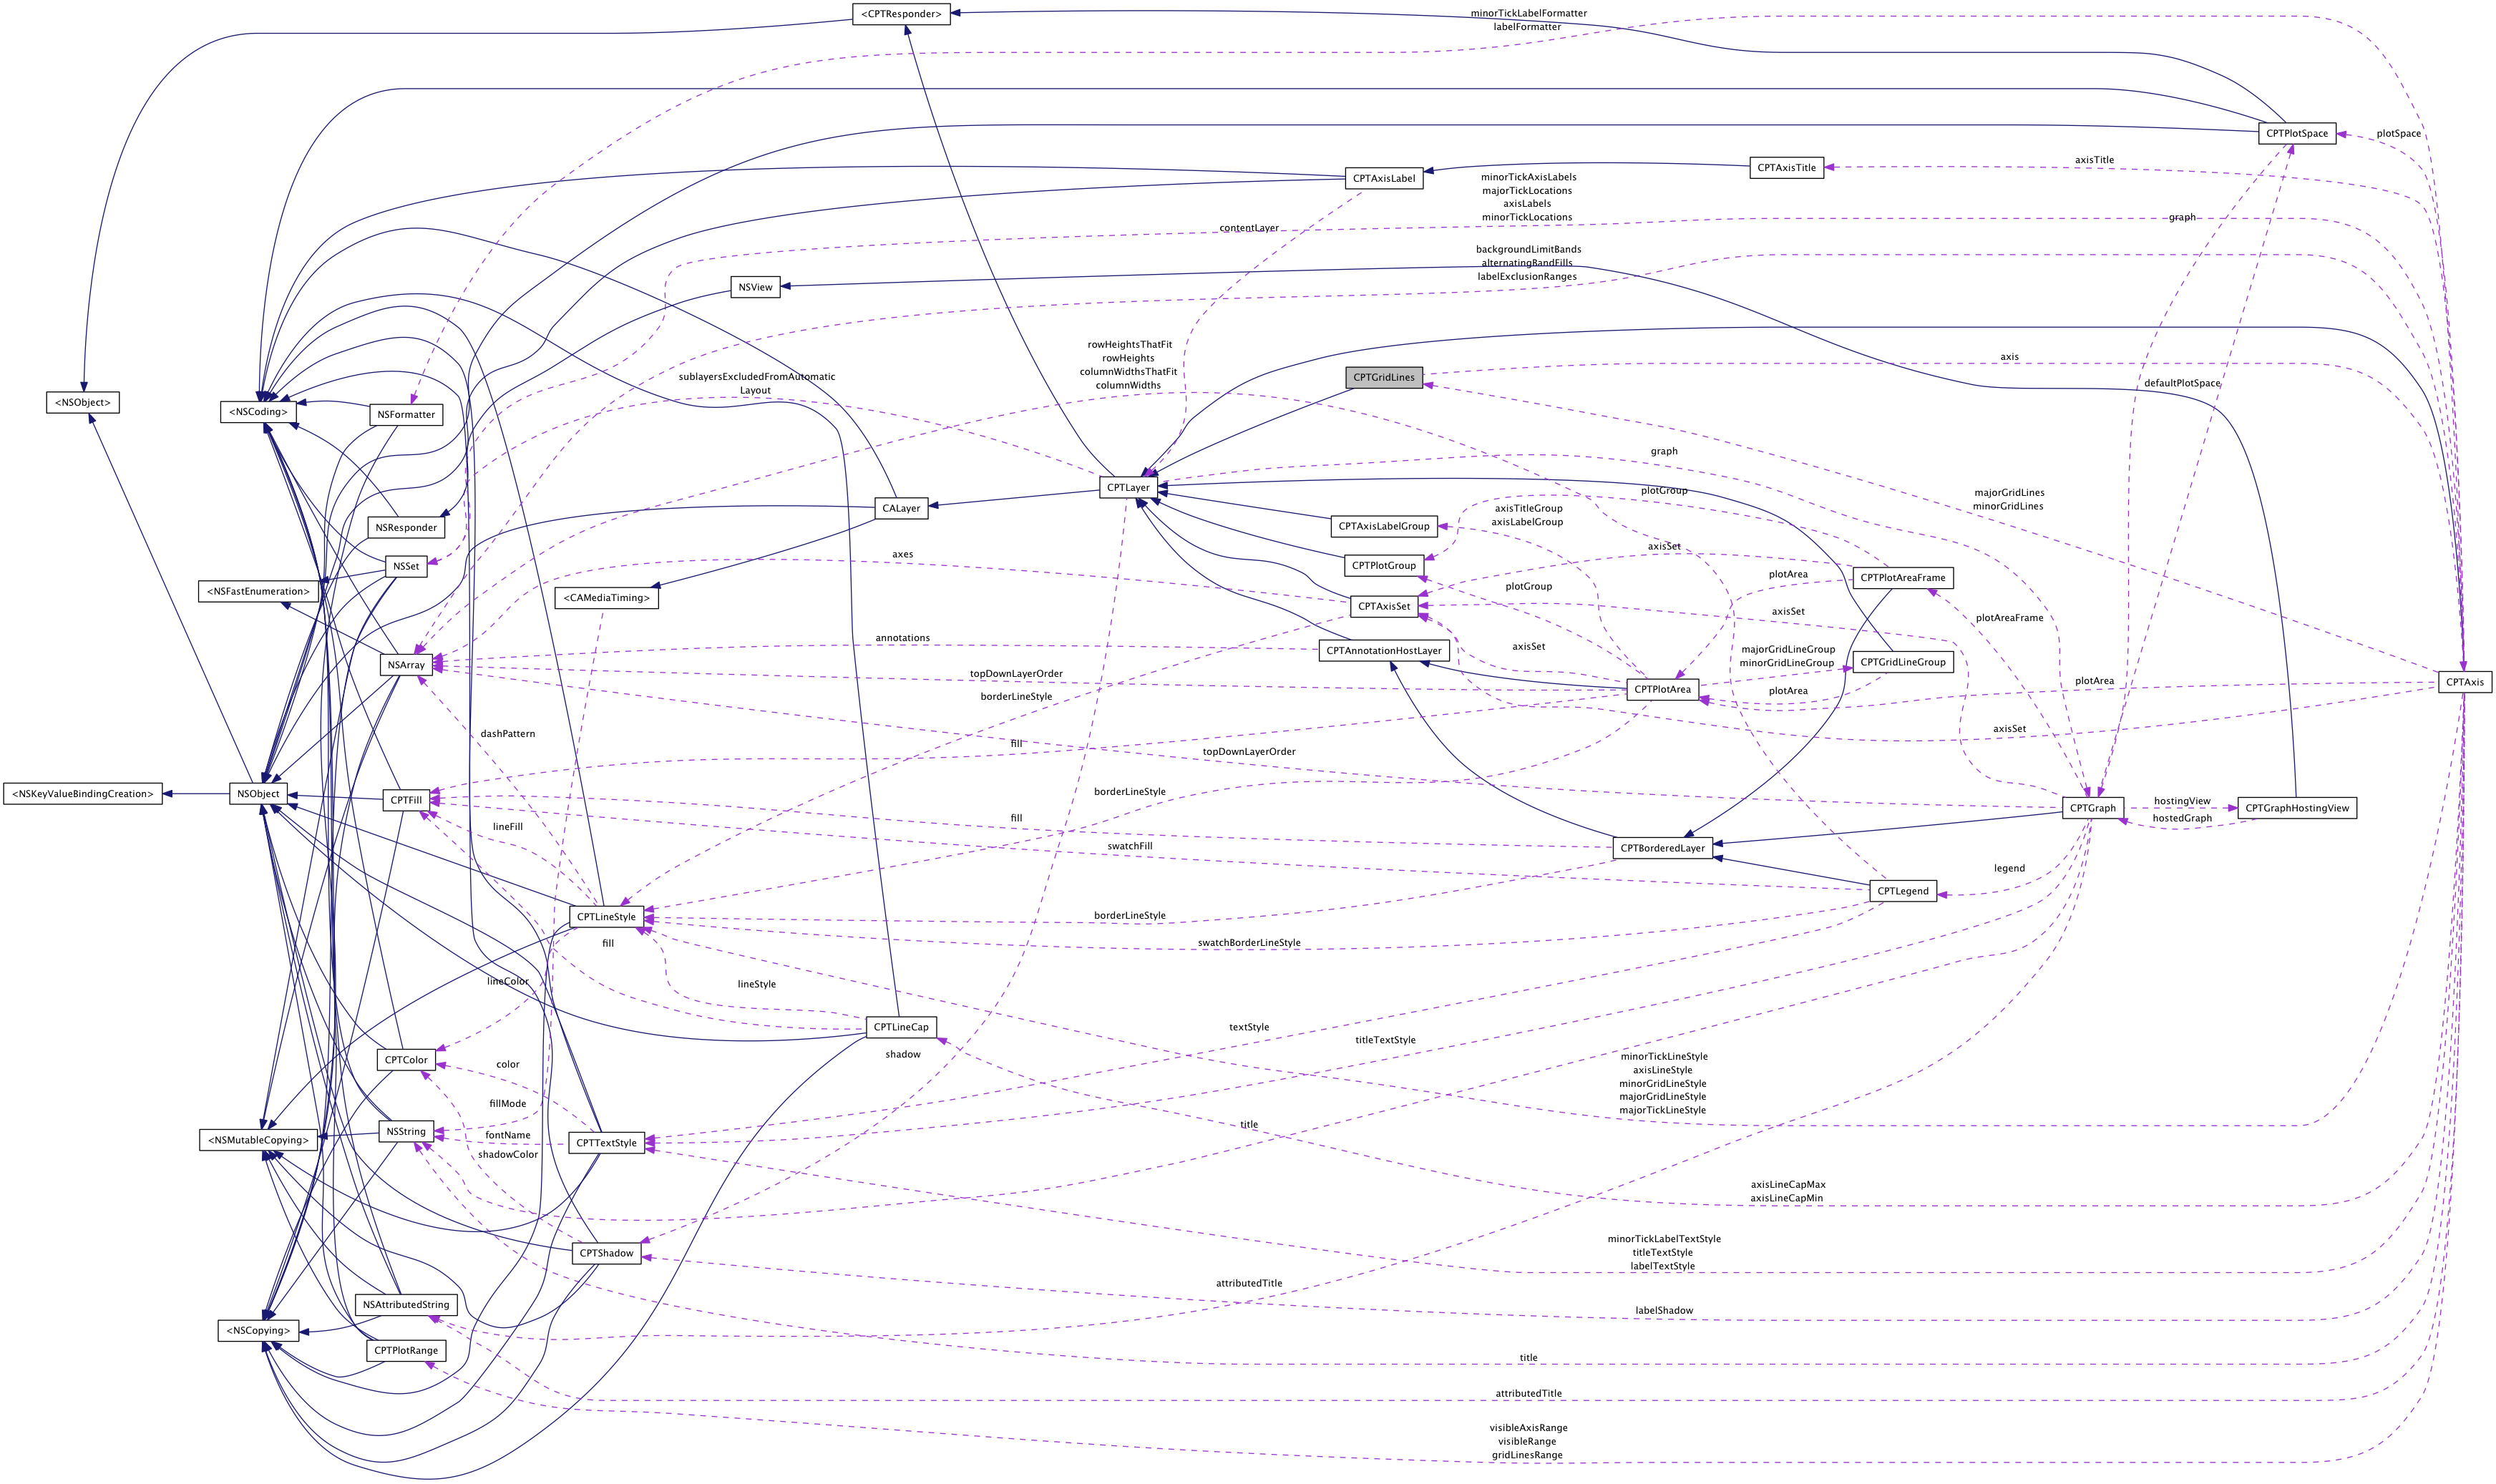 <CPTResponder>
minorTickLabelFormatter
labelFormatter
CPTPlotSpace
plotSpace
CPTAxisLabel
CPTAxisTitle
axisTitle
minorTickAxisLabels
majorTickLocations
axisLabels
minorTickLocations
graph
contentLayer
backgroundLimitBands
alternatingBandFills
labelExclusionRanges
NSView
rowHeightsThatFit
rowHeights
columnWidthsThatFit
columnWidths
axis
CPTGridLines
sublayersExcludedFromAutomatic
Layout
defaultPlotSpace
<NSObject>
<NSCoding>
NSFormatter
graph
CPTLayer
plotGroup
majorGridLines
minorGridLines
CALayer
axisTitleGroup
axisLabelGroup
NSResponder
CPTAxisLabelGroup
axes
axisSet
NSSet
CPTPlotGroup
plotArea
CPTPlotAreaFrame
<NSFastEnumeration>
<CAMediaTiming>
plotGroup
CPTAxisSet
axisSet
plotAreaFrame
annotations
CPTAnnotationHostLayer
axisSet
majorGridLineGroup
minorGridLineGroup
CPTGridLineGroup
NSArray
topDownLayerOrder
CPTPlotArea
plotArea
plotArea
CPTAxis
borderLineStyle
dashPattern
fill
topDownLayerOrder
axisSet
<NSKeyValueBindingCreation>
NSObject
CPTFill
borderLineStyle
CPTGraph
hostingView
hostedGraph
CPTGraphHostingView
lineFill
fill
swatchFill
CPTBorderedLayer
legend
CPTLegend
CPTLineStyle
borderLineStyle
fill
swatchBorderLineStyle
lineColor
lineStyle
CPTLineCap
textStyle
titleTextStyle
shadow
CPTColor
color
minorTickLineStyle
axisLineStyle
minorGridLineStyle
majorGridLineStyle
majorTickLineStyle
fillMode
title
<NSMutableCopying>
NSString
fontName
CPTTextStyle
shadowColor
axisLineCapMax
axisLineCapMin
minorTickLabelTextStyle
titleTextStyle
labelTextStyle
CPTShadow
attributedTitle
NSAttributedString
labelShadow
<NSCopying>
CPTPlotRange
title
attributedTitle
visibleAxisRange
visibleRange
gridLinesRange